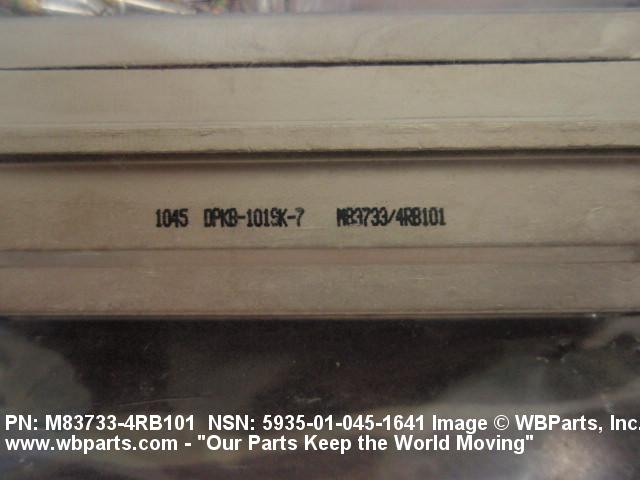 1045 DPKB-101SK-7 M83733/4RB101
PN: M83733-4RB101 NSN: 5935-01-045-1641 Image © WBParts, Inc.
www.wbparts.com - "Our Parts Keep the World Moving"